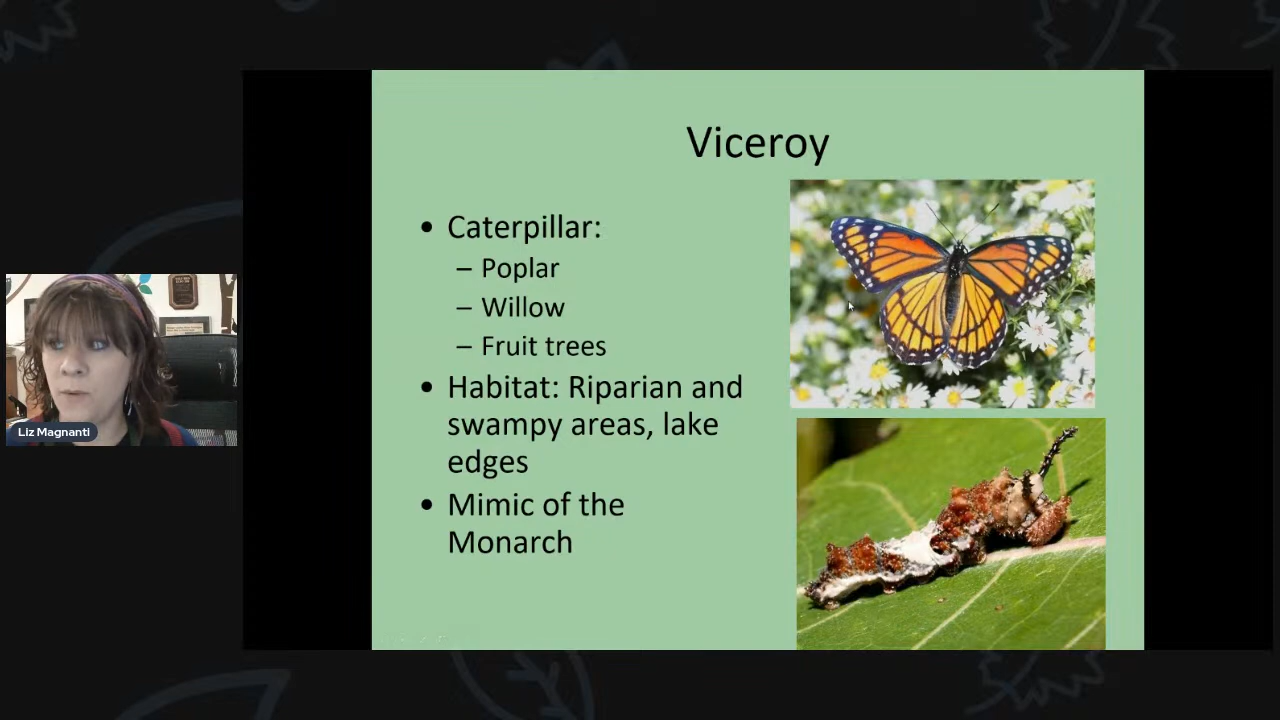 Viceroy
• Caterpillar:
– Poplar
– Willow
– Fruit trees
• Habitat: Riparian and
swampy areas, lake
edges
• Mimic of the
Monarch
Liz Magnanti